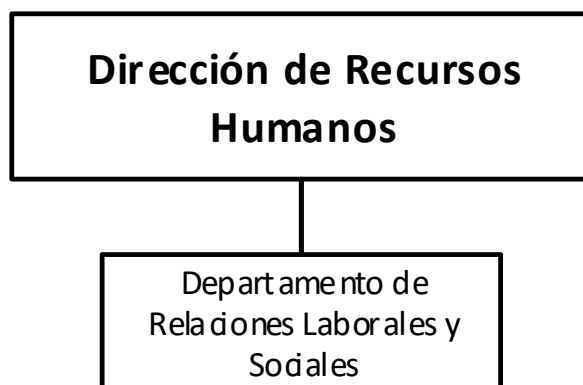 Dirección de Recursos
Humanos
Departamento de
Relaciones Laborales y
Sociales